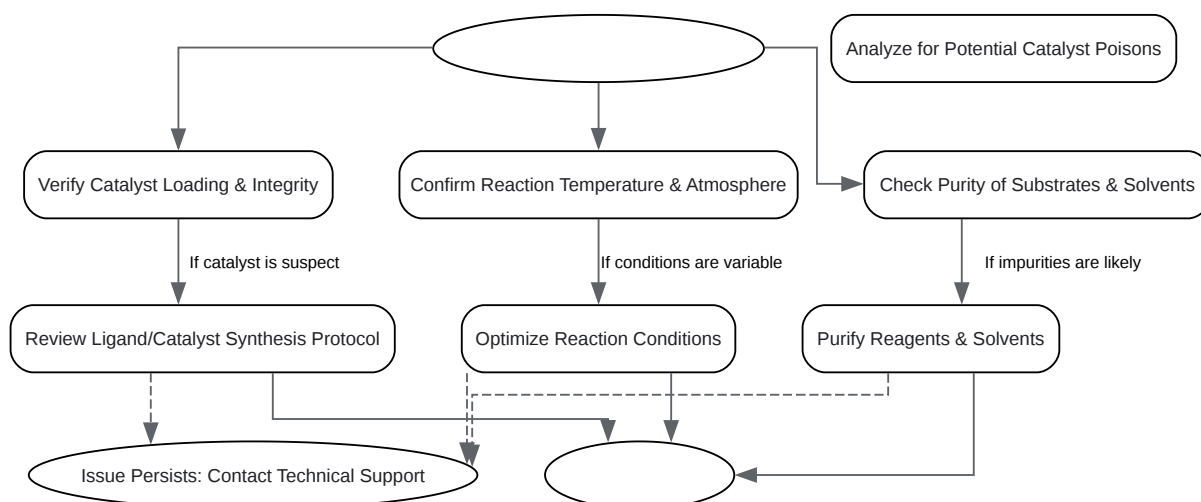 Analyze for Potential Catalyst Poisons
Verify Catalyst Loading & Integrity
Confirm Reaction Temperature & Atmosphere
Check Purity of Substrates & Solvents
If catalyst is suspect
If conditions are variable
If impurities are likely
Review Ligand/Catalyst Synthesis Protocol
Optimize Reaction Conditions
Purify Reagents & Solvents
Issue Persists: Contact Technical Support